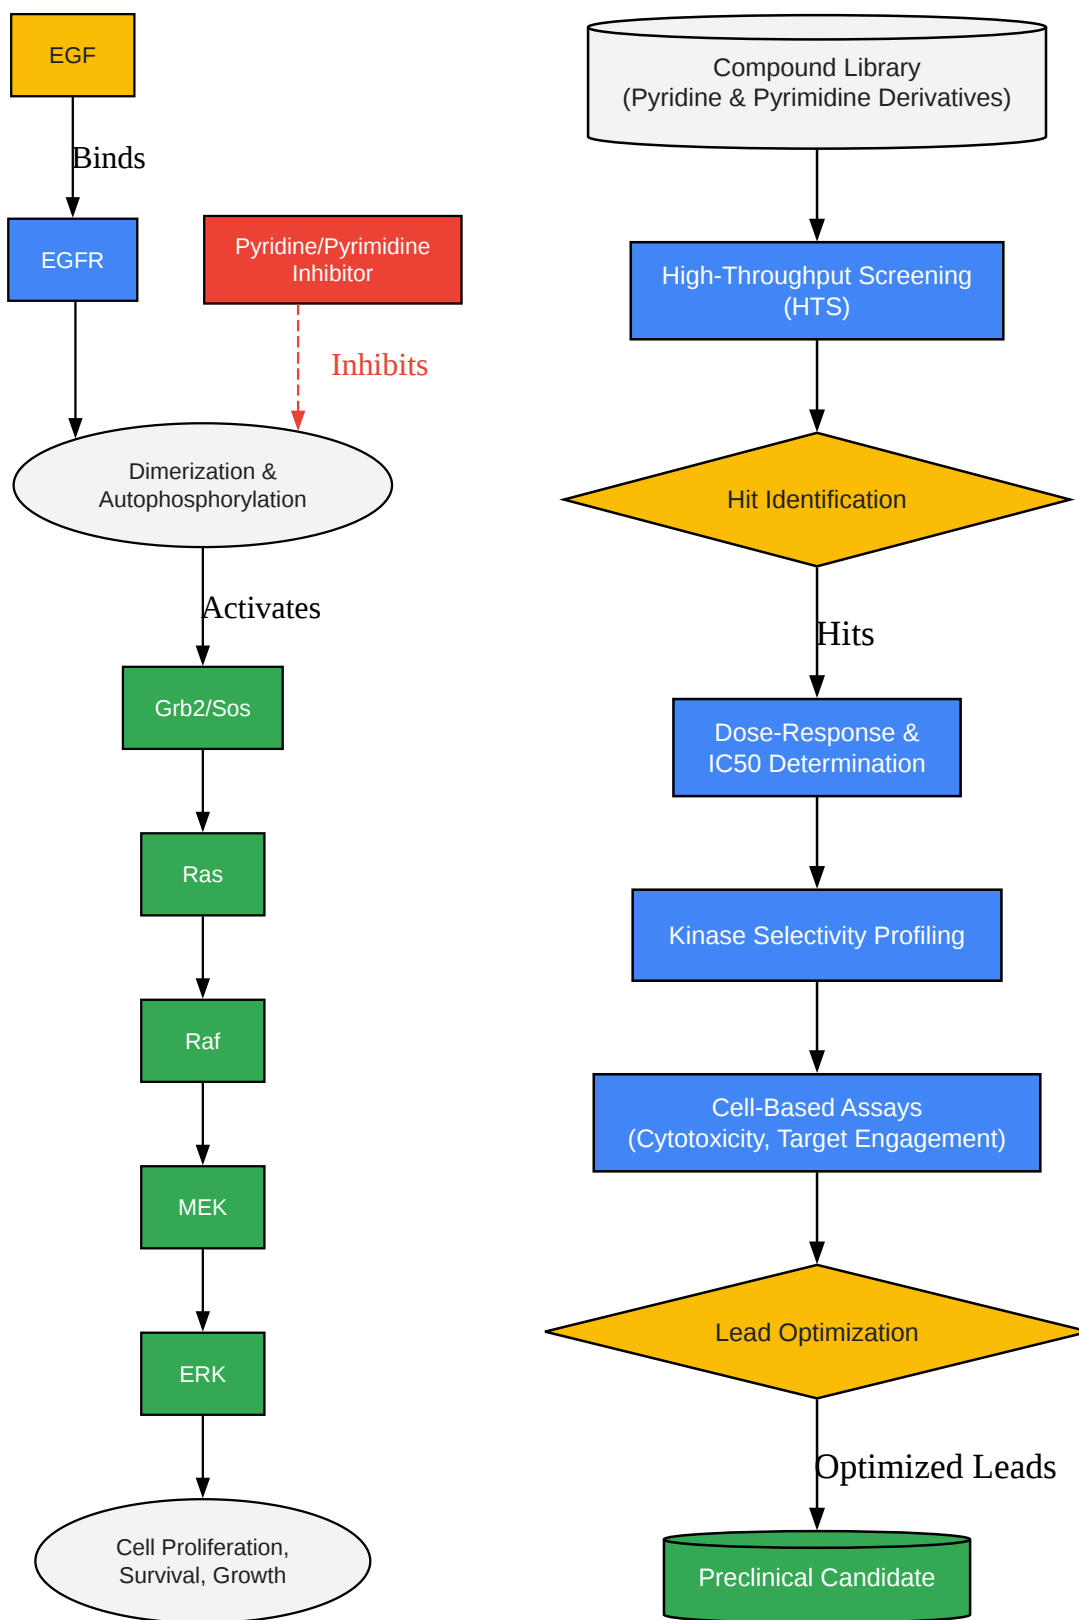 EGF
Binds
EGFR
Pyridine/Pyrimidine
Inhibitor
Inhibits
Dimerization &
Autophosphorylation
Activates
Grb2/Sos
Ras
Raf
MEK
ERK
Cell Proliferation,
Survival, Growth
Compound Library
(Pyridine & Pyrimidine Derivatives)
High-Throughput Screening
(HTS)
Hit Identification
Hits
Dose-Response &
IC50 Determination
Kinase Selectivity Profiling
Cell-Based Assays
(Cytotoxicity, Target Engagement)
Lead Optimization
Optimized Leads
Preclinical Candidate